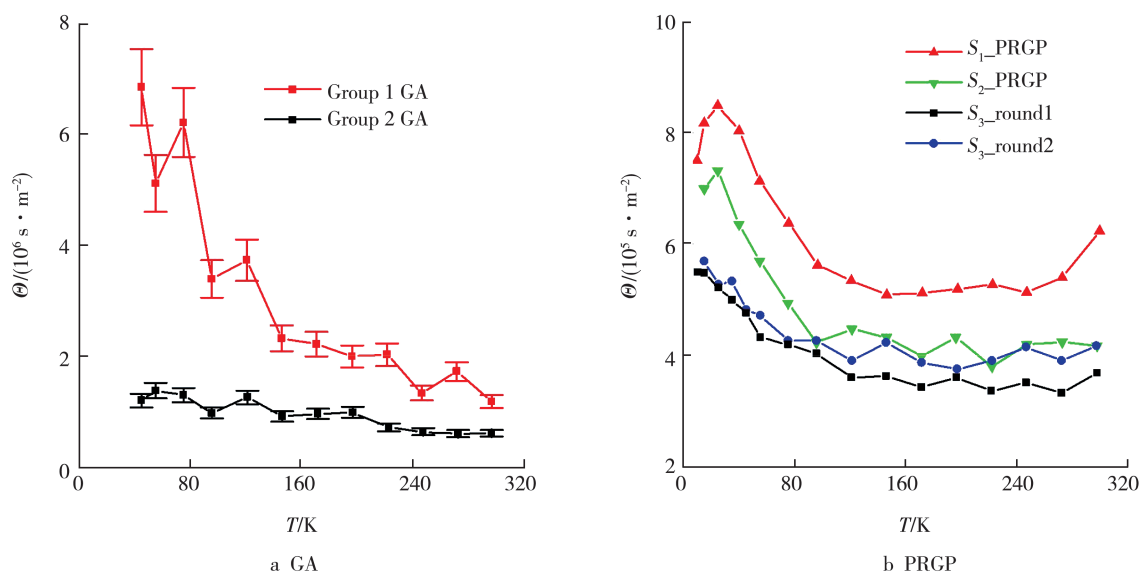 8
6
4
2
0
Θ/(10⁶ s·m⁻²)
Group 1 GA
Group 2 GA
80
160
240
320
T/K
a GA
10
8
6
4
2
Θ/(10⁵ s·m⁻²)
S₁_PRGP
S₂_PRGP
S₃_round1
S₃_round2
0
80
160
240
320
T/K
b PRGP